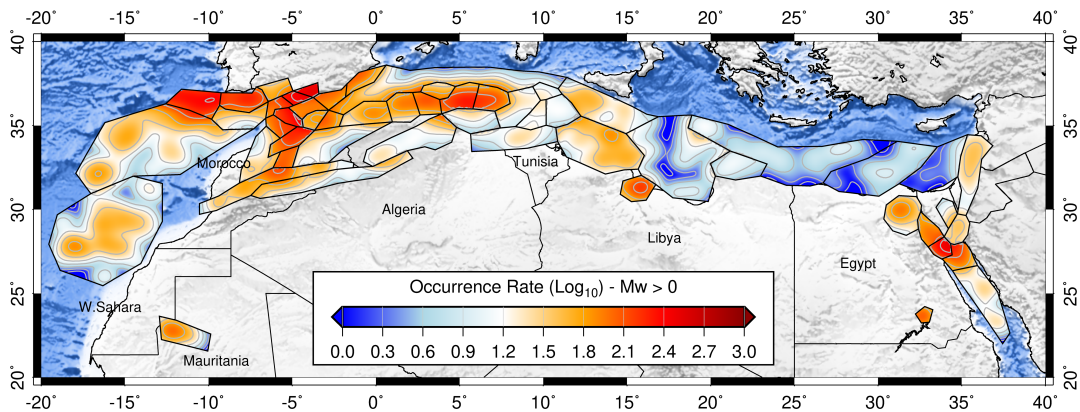 -20° -15° -10° -5° 0° 5° 10° 15° 20° 25° 30° 35° 40°
40° 40°
35° 35°
Morocco Tunisia
30° Algeria 30°
Libya
Egypt
25° 25°
W.Sahara
Occurrence Rate (Log10) - Mw > 0
0.0 0.3 0.6 0.9 1.2 1.5 1.8 2.1 2.4 2.7 3.0
Mauritania
20° 20°
-20° -15° -10° -5° 0° 5° 10° 15° 20° 25° 30° 35° 40°